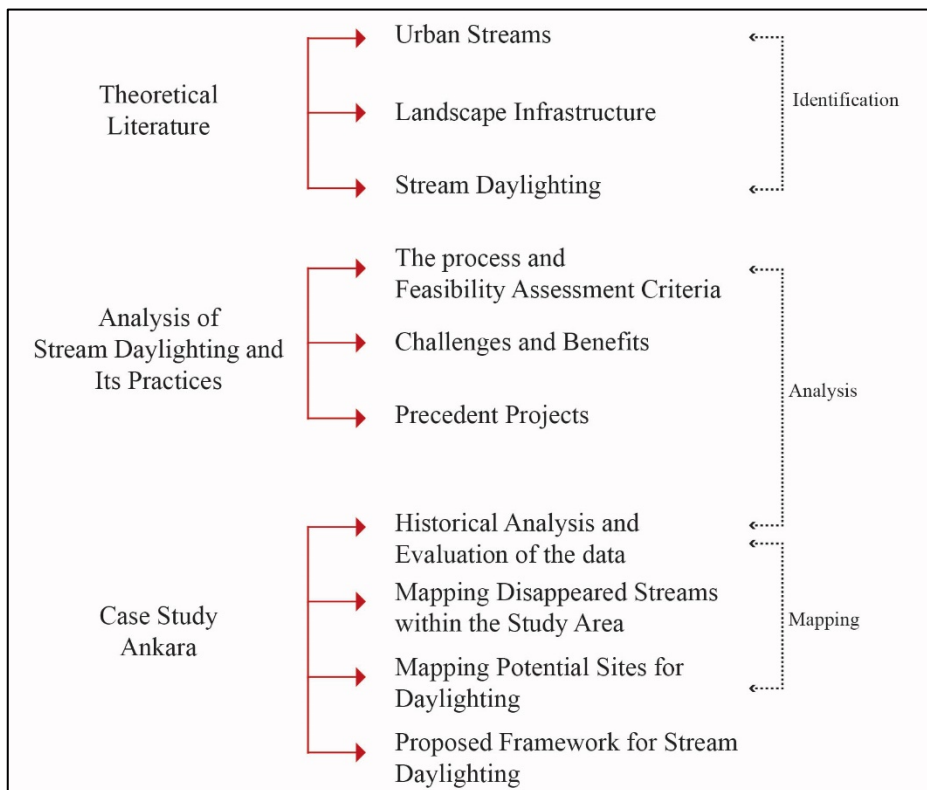 Theoretical
Literature
Urban Streams
Landscape Infrastructure
Stream Daylighting
Identification
Analysis of
Stream Daylighting and
Its Practices
The process and
Feasibility Assessment Criteria
Challenges and Benefits
Precedent Projects
Analysis
Case Study
Ankara
Historical Analysis and
Evaluation of the data
Mapping Disappeared Streams
within the Study Area
Mapping Potential Sites for
Daylighting
Proposed Framework for Stream
Daylighting
Mapping